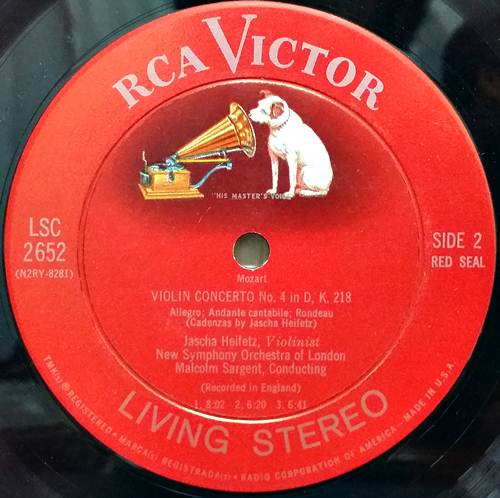 RCA VICTOR
"HIS MASTER'S VOICE"
LSC
2652
(N2RY-8281)
SIDE 2
RED SEAL
Mozart
VIOLIN CONCERTO No. 4 in D, K. 218
Allegro; Andante cantabile; Rondeau
(Cadenzas by Jascha Heifetz)
Jascha Heifetz, Violinist
New Symphony Orchestra of London
Malcolm Sargent, Conducting
(Recorded in England)
1. 8:02 2. 6:20 3. 6:41
LIVING STEREO
TMK(s) ® REGISTERED • MARCA(s) REGISTRADA(s) • RADIO CORPORATION OF AMERICA – MADE IN U.S.A.